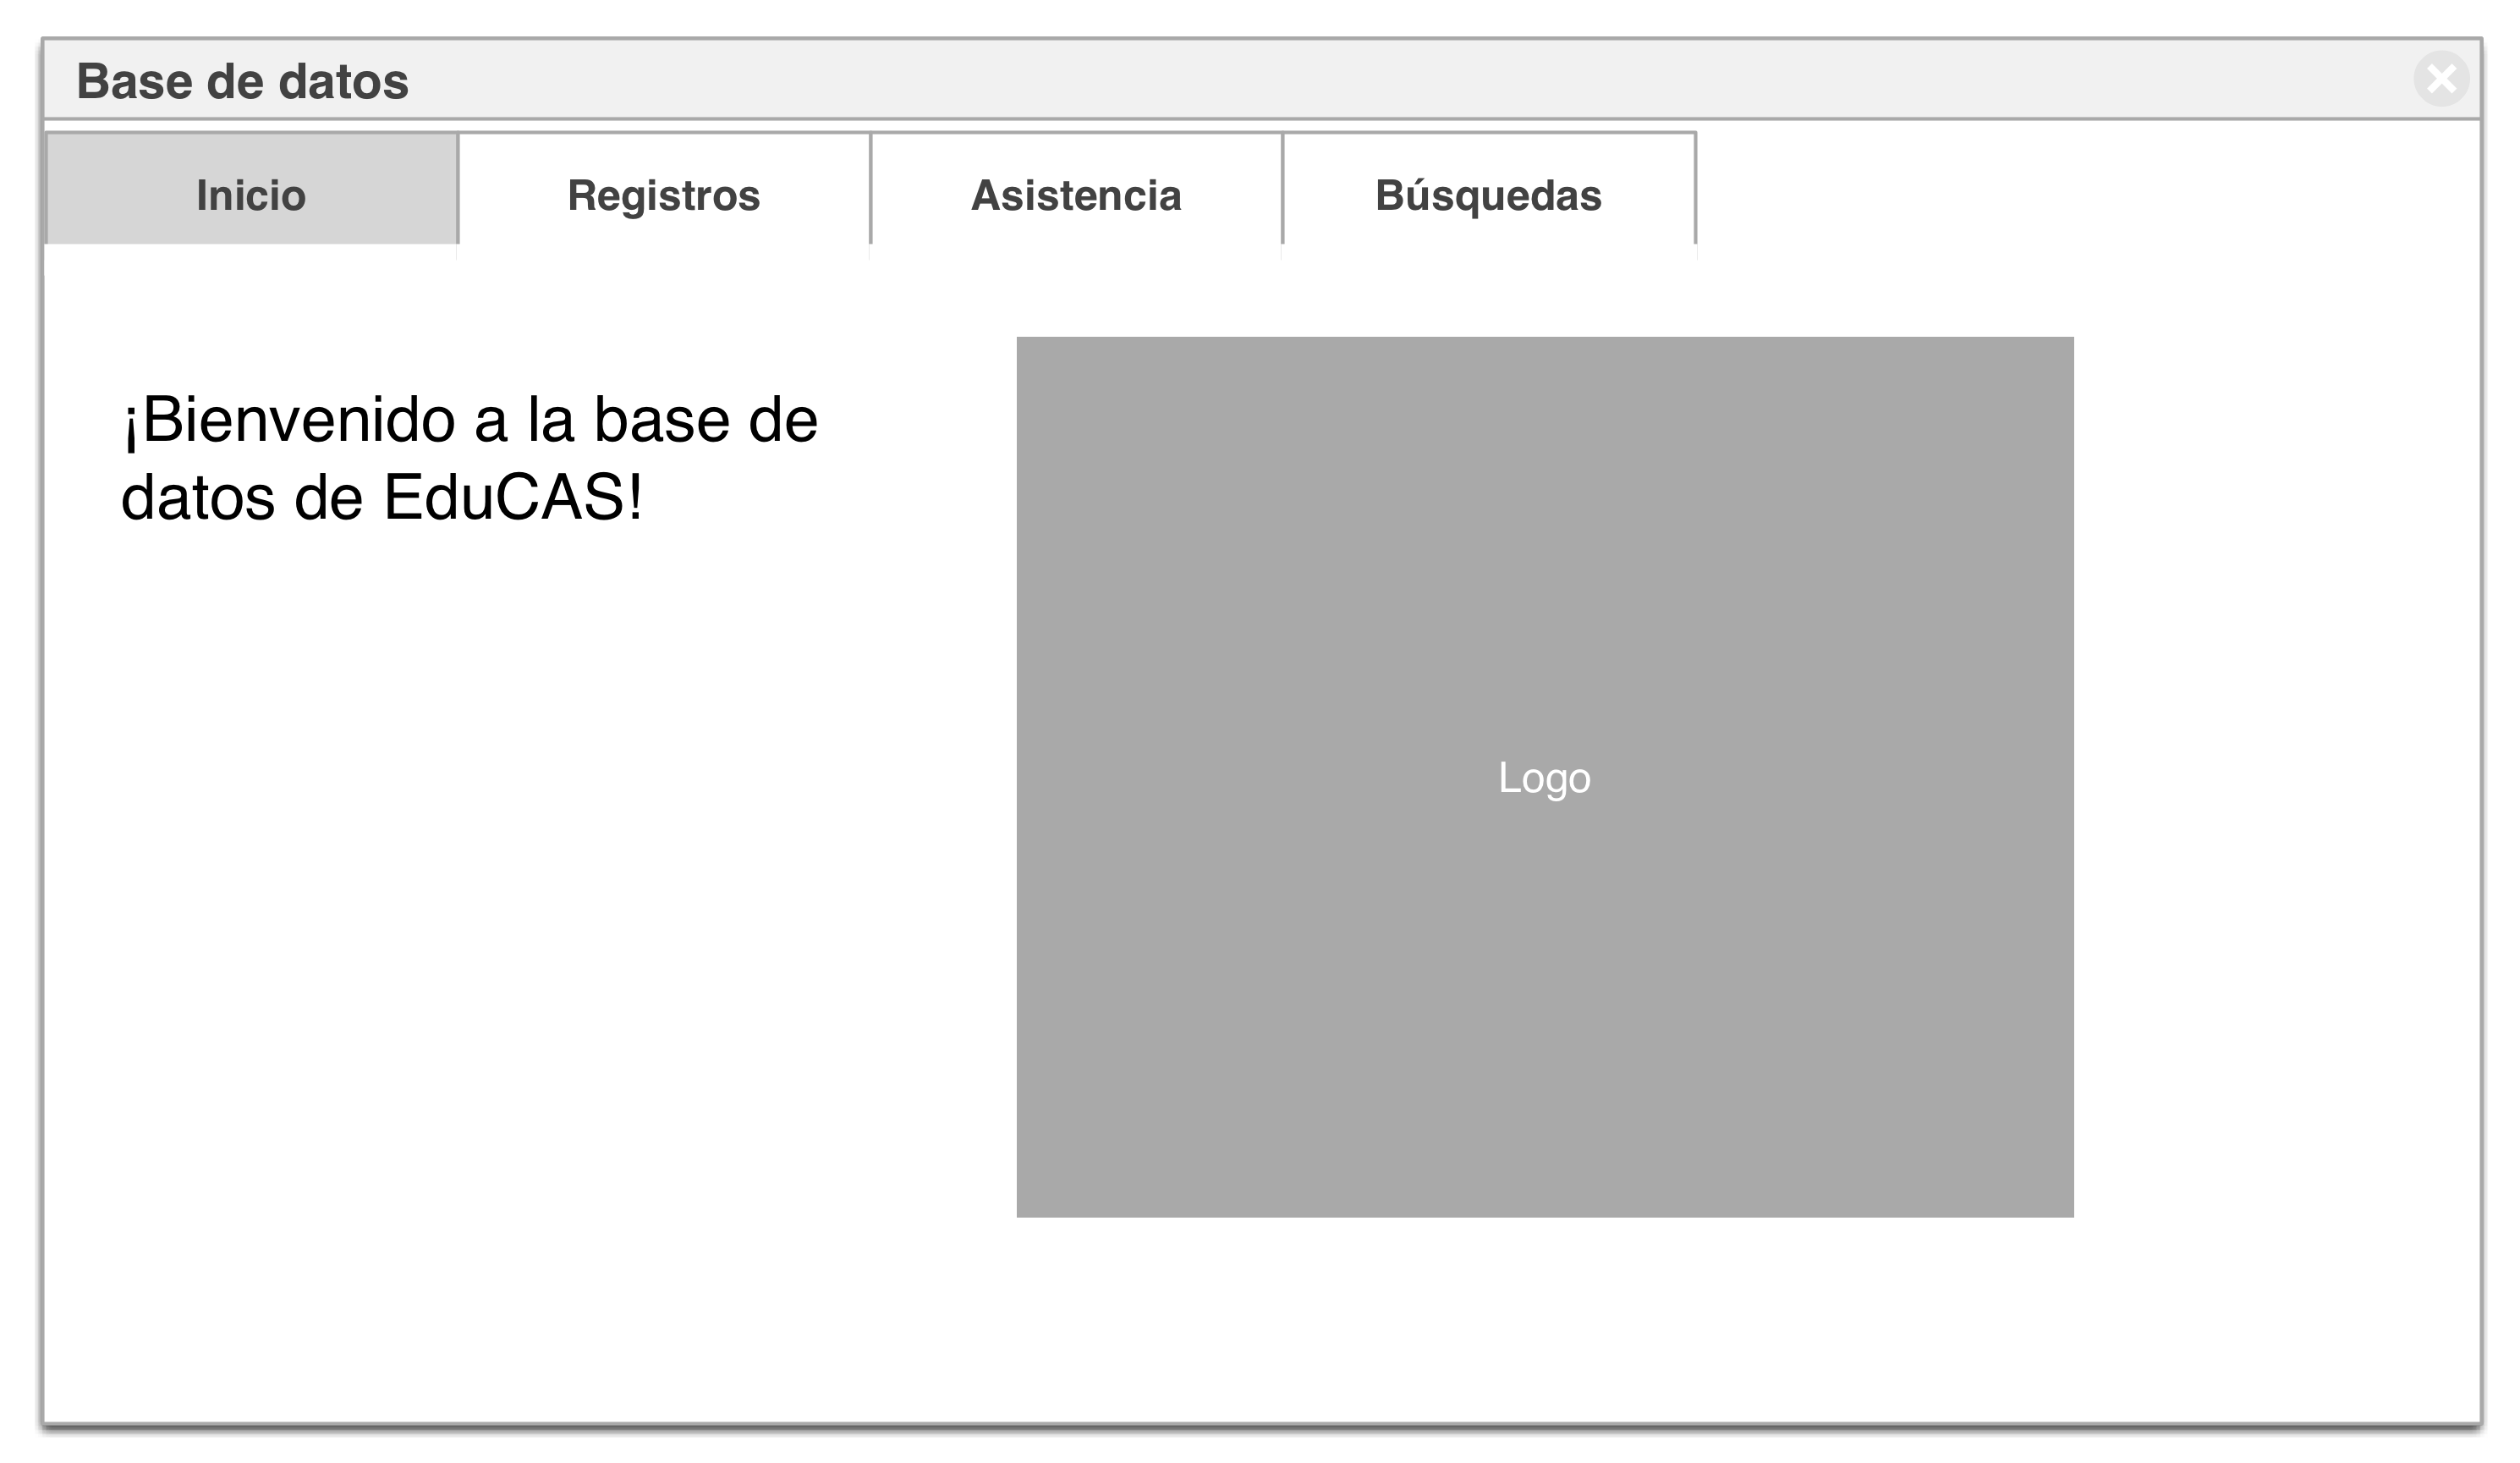 Base de datos
Inicio
Registros
Asistencia
Búsquedas
¡Bienvenido a la base de
datos de EduCAS!
Logo